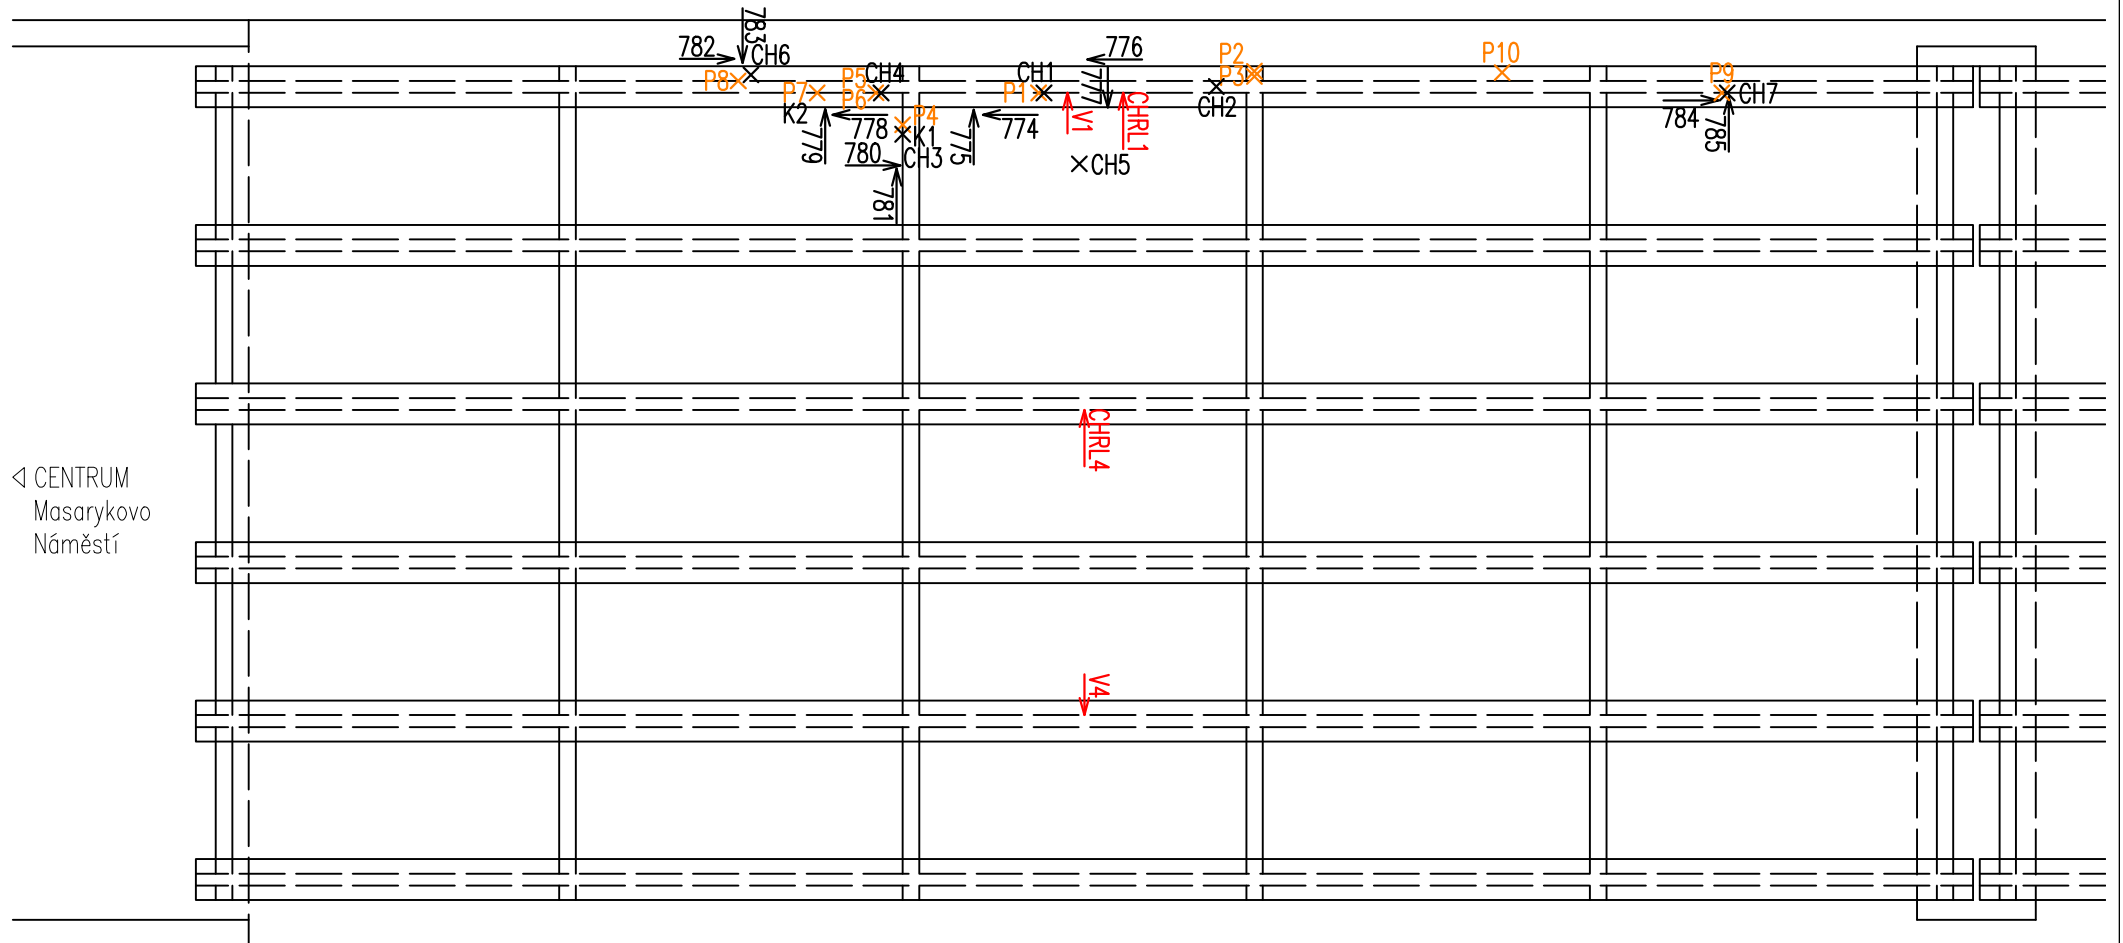 783
782
CH6
776
P2
P10
P8
P5
CH4
CH1
777
P3
P9
P7
P6
P1
CH2
CH7
K2
778
P4
K1
774
V1
CHRL1
784
785
779
780
CH3
775
CH5
781
CHRL4
◁ CENTRUM
Masarykovo
Náměstí
V4